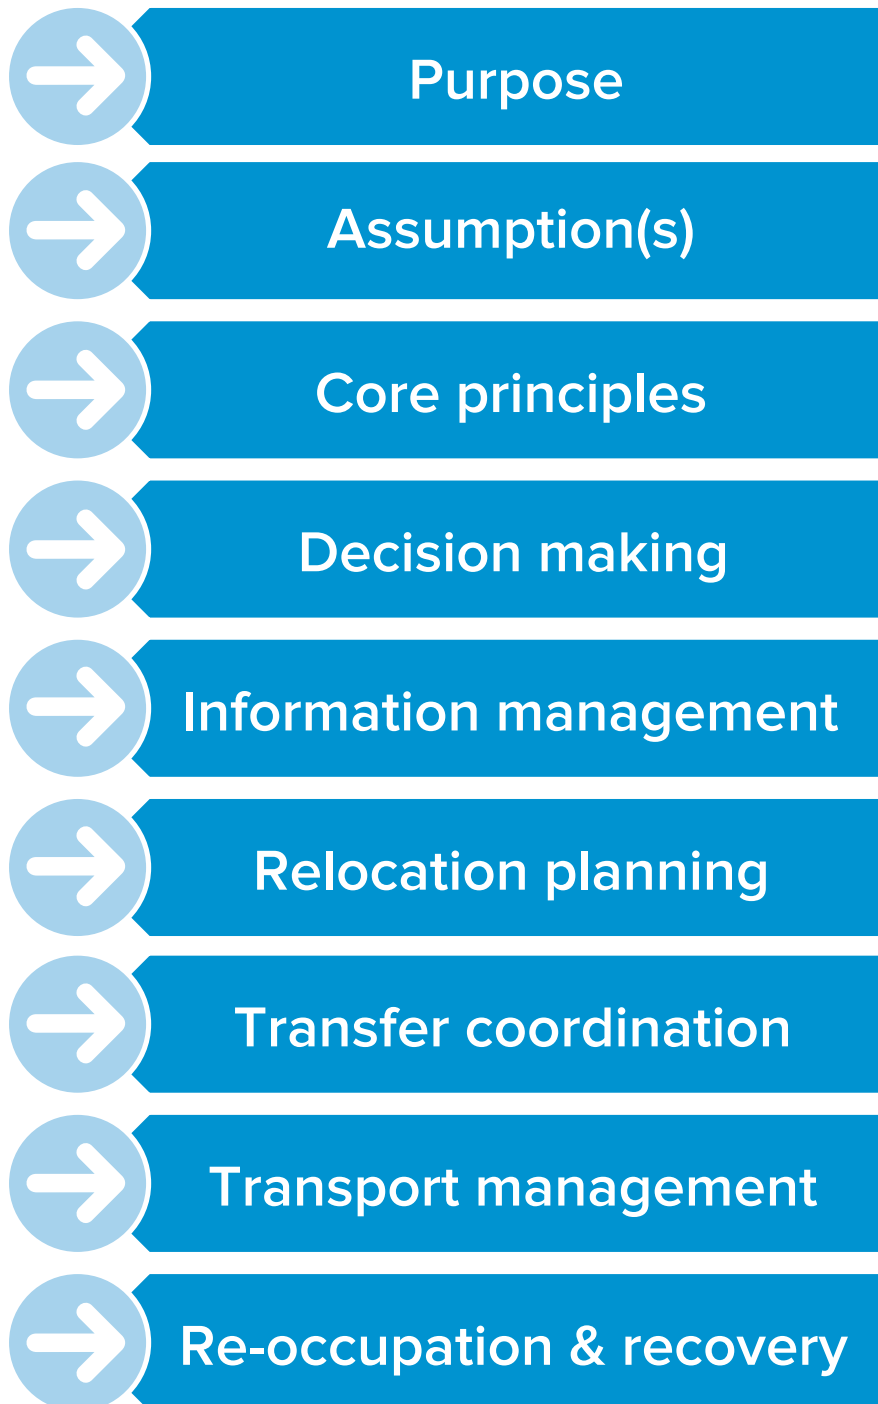 Purpose
Assumption(s)
Core principles
Decision making
Information management
Relocation planning
Transfer coordination
Transport management
Re-occupation & recovery